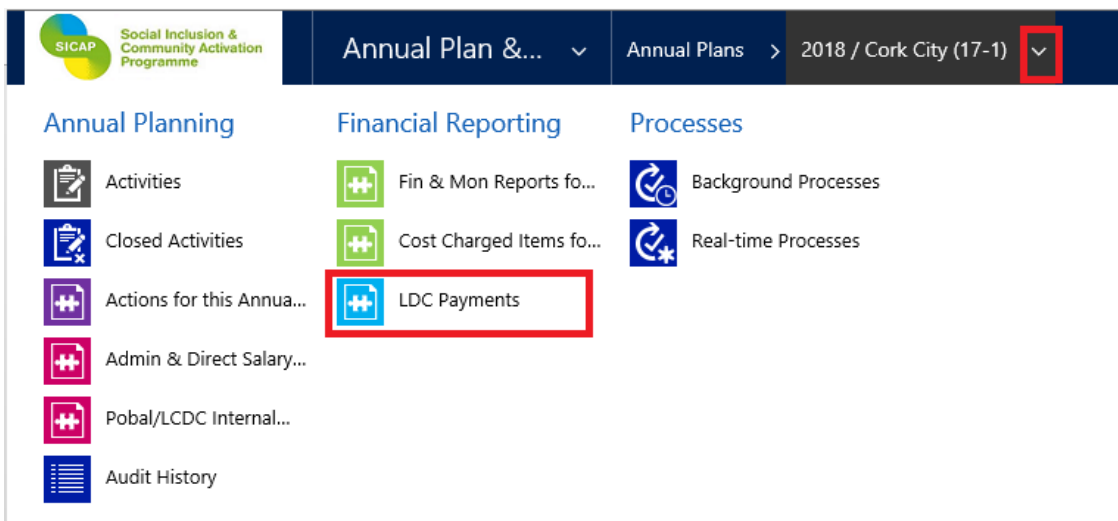 SICAP
Social Inclusion &
Community Activation
Programme
Annual Plan &...
Annual Plans > 2018 / Cork City (17-1)
Annual Planning
Activities
Closed Activities
Actions for this Annua...
Admin & Direct Salary...
Pobal/LCDC Internal...
Audit History
Financial Reporting
Fin & Mon Reports fo...
Cost Charged Items fo...
LDC Payments
Processes
Background Processes
Real-time Processes